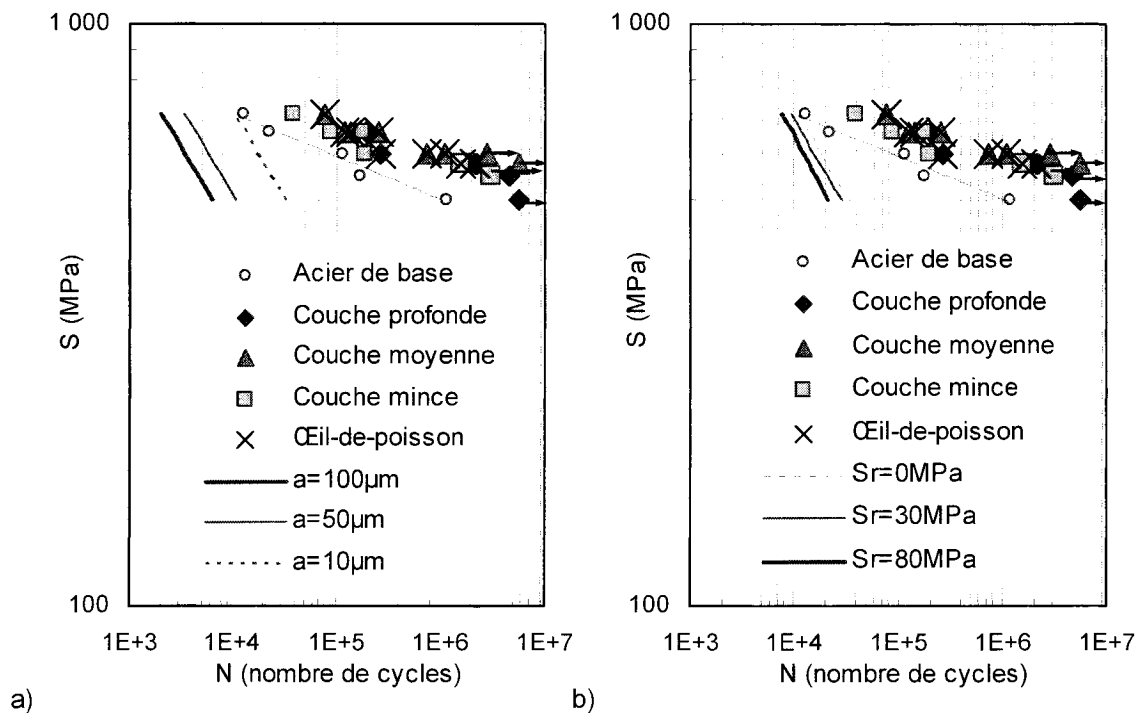 1 000
S (MPa)
Acier de base
Couche profonde
Couche moyenne
Couche mince
Œil-de-poisson
a=100µm
a=50µm
a=10µm
100
1E+3 1E+4 1E+5 1E+6 1E+7
N (nombre de cycles)
a)
1 000
S (MPa)
Acier de base
Couche profonde
Couche moyenne
Couche mince
Œil-de-poisson
Sr=0MPa
Sr=30MPa
Sr=80MPa
100
1E+3 1E+4 1E+5 1E+6 1E+7
N (nombre de cycles)
b)